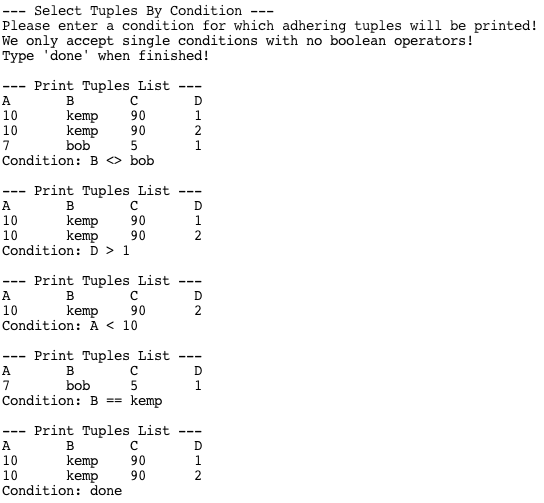 --- Select Tuples By Condition ---
Please enter a condition for which adhering tuples will be printed!
We only accept single conditions with no boolean operators!
Type 'done' when finished!

--- Print Tuples List ---
A B C D
10 kemp 90 1
10 kemp 90 2
7 bob 5 1
Condition: B <> bob

--- Print Tuples List ---
A B C D
10 kemp 90 1
10 kemp 90 2
Condition: D > 1

--- Print Tuples List ---
A B C D
10 kemp 90 2
Condition: A < 10

--- Print Tuples List ---
A B C D
7 bob 5 1
Condition: B == kemp

--- Print Tuples List ---
A B C D
10 kemp 90 1
10 kemp 90 2
Condition: done